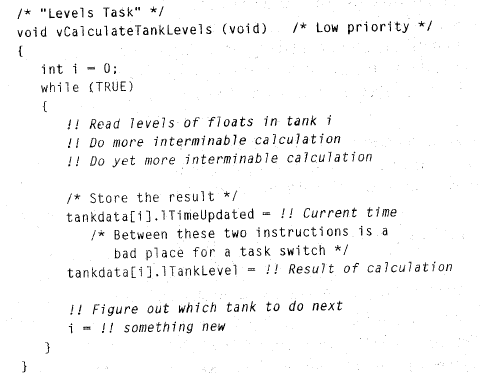 /* "Levels Task" */
void vCalculateTankLevels (void)   /* Low priority */
{
   int i = 0;
   while (TRUE)
   {
      !! Read levels of floats in tank i
      !! Do more interminable calculation
      !! Do yet more interminable calculation

      /* Store the result */
      tankdata[i].lTimeUpdated = !! Current time
         /* Between these two instructions is a
            bad place for a task switch */
      tankdata[i].lTankLevel = !! Result of calculation

      !! Figure out which tank to do next
      i = !! something new
   }
}